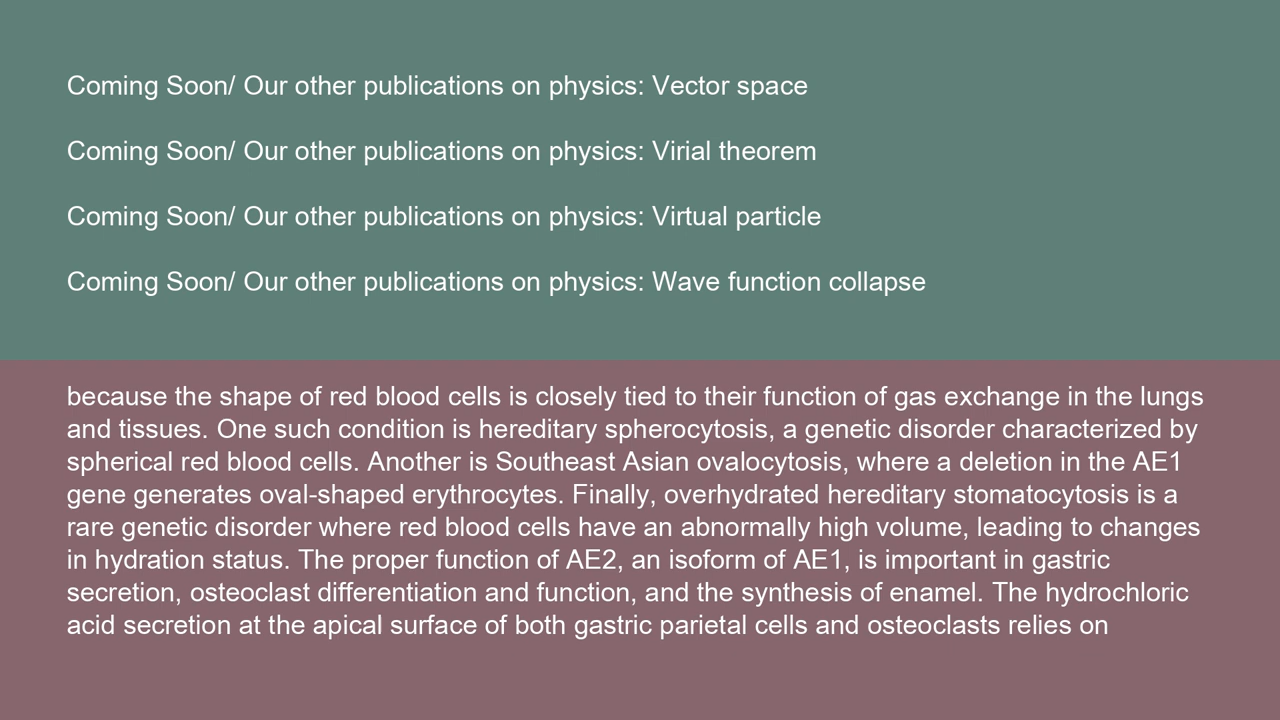 Coming Soon/ Our other publications on physics: Vector space
Coming Soon/ Our other publications on physics: Virial theorem
Coming Soon/ Our other publications on physics: Virtual particle
Coming Soon/ Our other publications on physics: Wave function collapse
because the shape of red blood cells is closely tied to their function of gas exchange in the lungs
and tissues. One such condition is hereditary spherocytosis, a genetic disorder characterized by
spherical red blood cells. Another is Southeast Asian ovalocytosis, where a deletion in the AE1
gene generates oval-shaped erythrocytes. Finally, overhydrated hereditary stomatocytosis is a
rare genetic disorder where red blood cells have an abnormally high volume, leading to changes
in hydration status. The proper function of AE2, an isoform of AE1, is important in gastric
secretion, osteoclast differentiation and function, and the synthesis of enamel. The hydrochloric
acid secretion at the apical surface of both gastric parietal cells and osteoclasts relies on